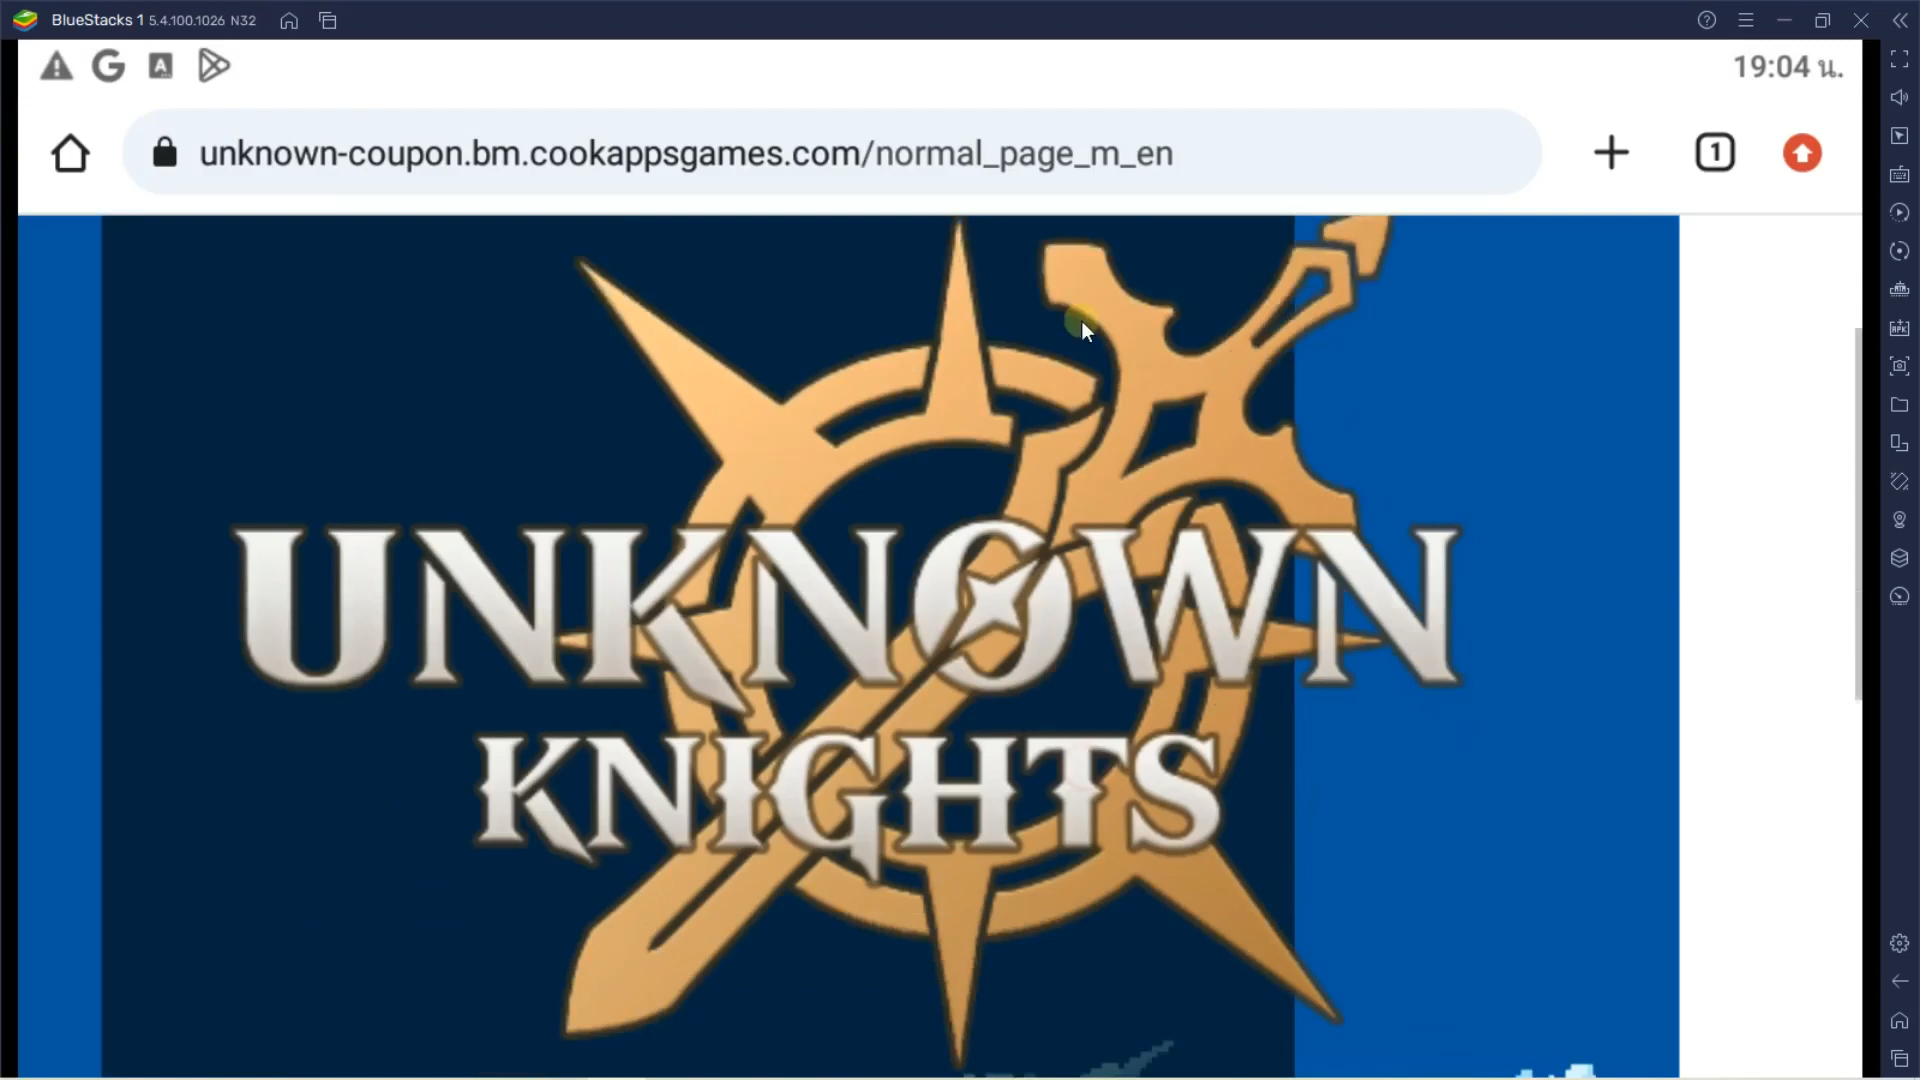 BlueStacks 1 5.4.100.1026 N32
19:04 น.
unknown-coupon.bm.cookappsgames.com/normal_page_m_en
1
UNKNOWN
KNIGHTS